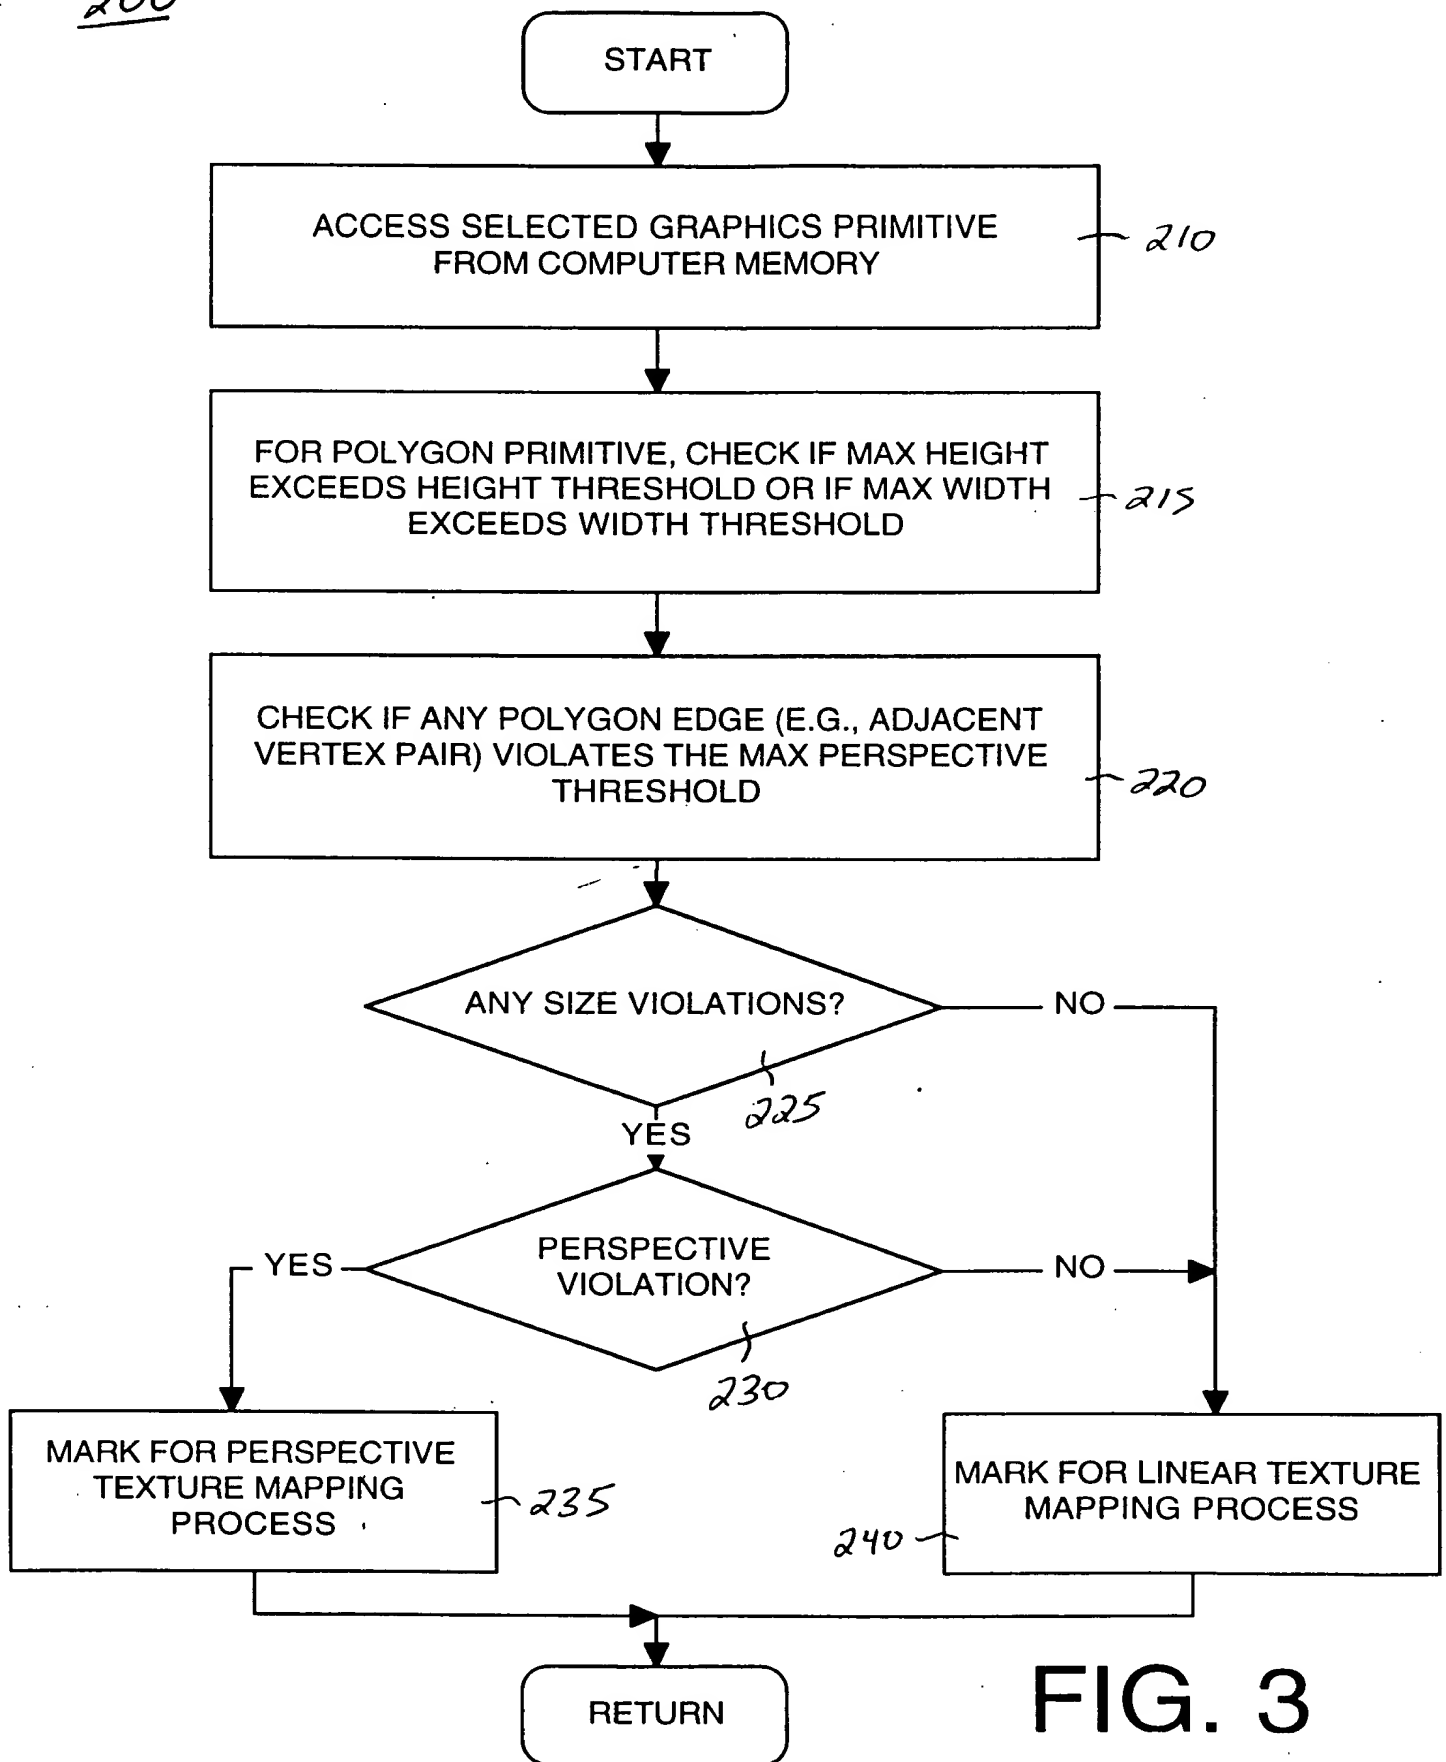 200
START
ACCESS SELECTED GRAPHICS PRIMITIVE
FROM COMPUTER MEMORY
210
FOR POLYGON PRIMITIVE, CHECK IF MAX HEIGHT
EXCEEDS HEIGHT THRESHOLD OR IF MAX WIDTH
EXCEEDS WIDTH THRESHOLD
215
CHECK IF ANY POLYGON EDGE (E.G., ADJACENT
VERTEX PAIR) VIOLATES THE MAX PERSPECTIVE
THRESHOLD
220
ANY SIZE VIOLATIONS?
NO
225
YES
PERSPECTIVE
VIOLATION?
YES
NO
230
MARK FOR PERSPECTIVE
TEXTURE MAPPING
PROCESS
235
MARK FOR LINEAR TEXTURE
MAPPING PROCESS
240
RETURN
FIG. 3